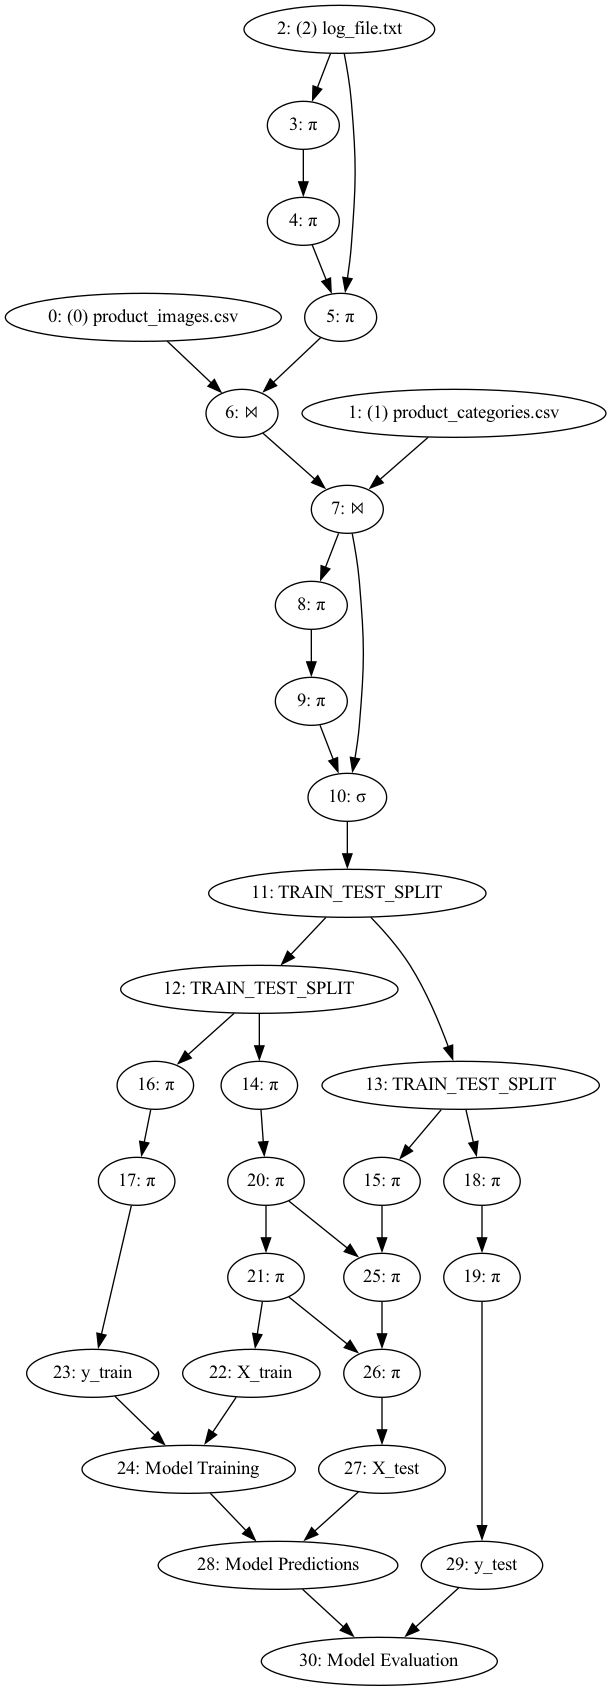 2: (2) log_file.txt
3: π
4: π
5: π
0: (0) product_images.csv
6: ⋈
1: (1) product_categories.csv
7: ⋈
8: π
9: π
10: σ
11: TRAIN_TEST_SPLIT
12: TRAIN_TEST_SPLIT
16: π
14: π
13: TRAIN_TEST_SPLIT
17: π
20: π
15: π
18: π
21: π
25: π
19: π
23: y_train
22: X_train
26: π
24: Model Training
27: X_test
28: Model Predictions
29: y_test
30: Model Evaluation